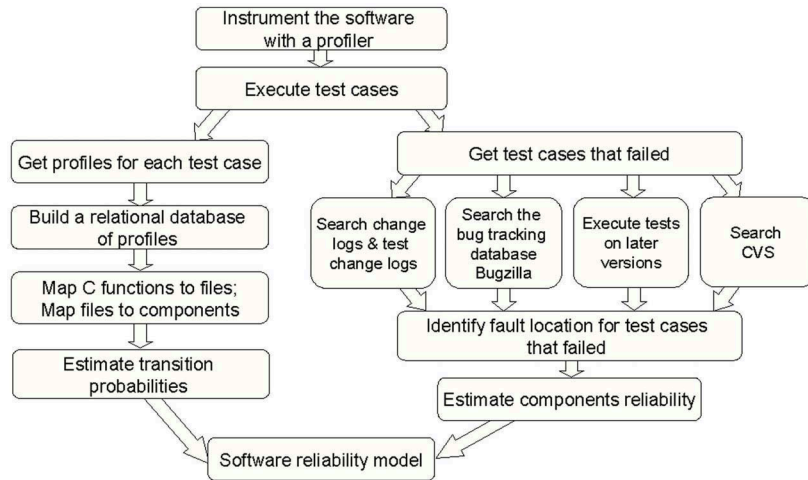 Instrument the software
with a profiler
Execute test cases
Get profiles for each test case
Get test cases that failed
Build a relational database
of profiles
Search change
logs & test
change logs
Search the
bug tracking
database
Bugzilla
Execute tests
on later
versions
Search
CVS
Map C functions to files;
Map files to components
Identify fault location for test cases
that failed
Estimate transition
probabilities
Estimate components reliability
Software reliability model